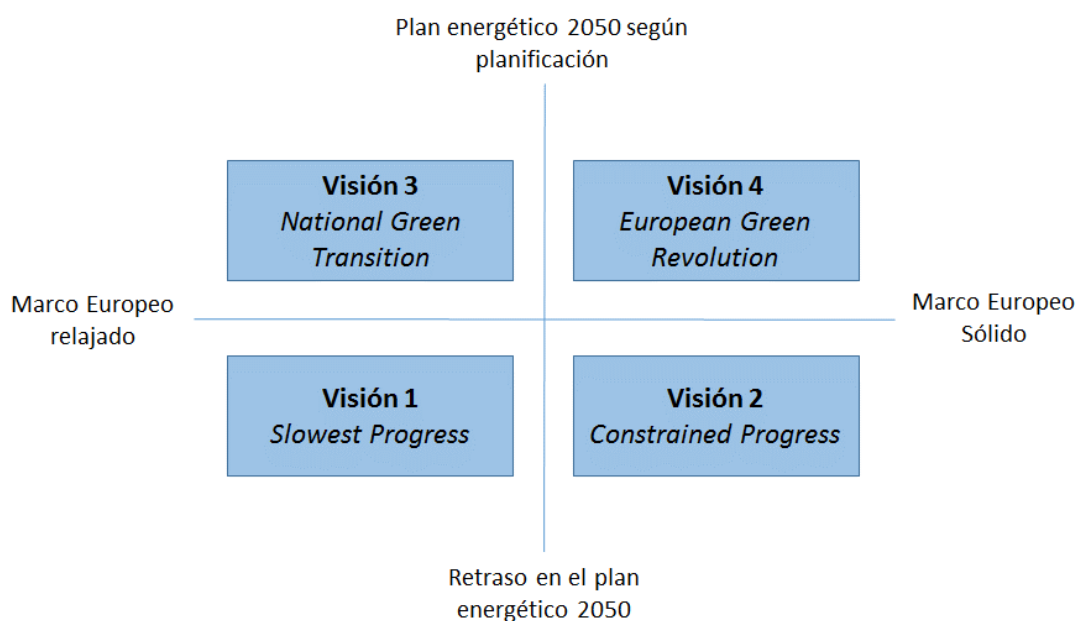 Plan energético 2050 según
planificación
Visión 3
National Green
Transition
Visión 4
European Green
Revolution
Marco Europeo
relajado
Marco Europeo
Sólido
Visión 1
Slowest Progress
Visión 2
Constrained Progress
Retraso en el plan
energético 2050